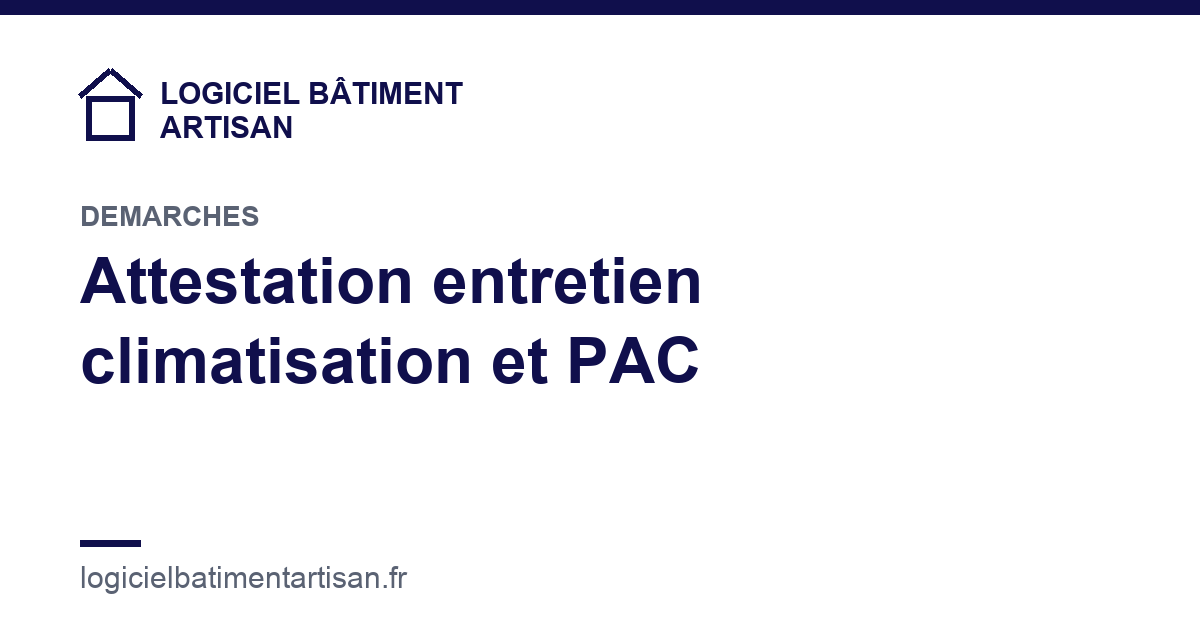 LOGICIEL BÂTIMENT
ARTISAN
DEMARCHES
Attestation entretien
climatisation et PAC
logicielbatimentartisan.fr